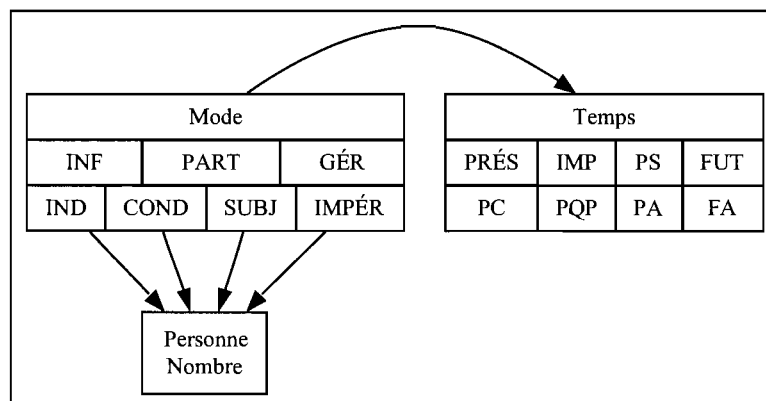 Mode
Temps
INF PART GÉR
PRÉS IMP PS FUT
IND COND SUBJ IMPÉR
PC PQP PA FA
Personne
Nombre